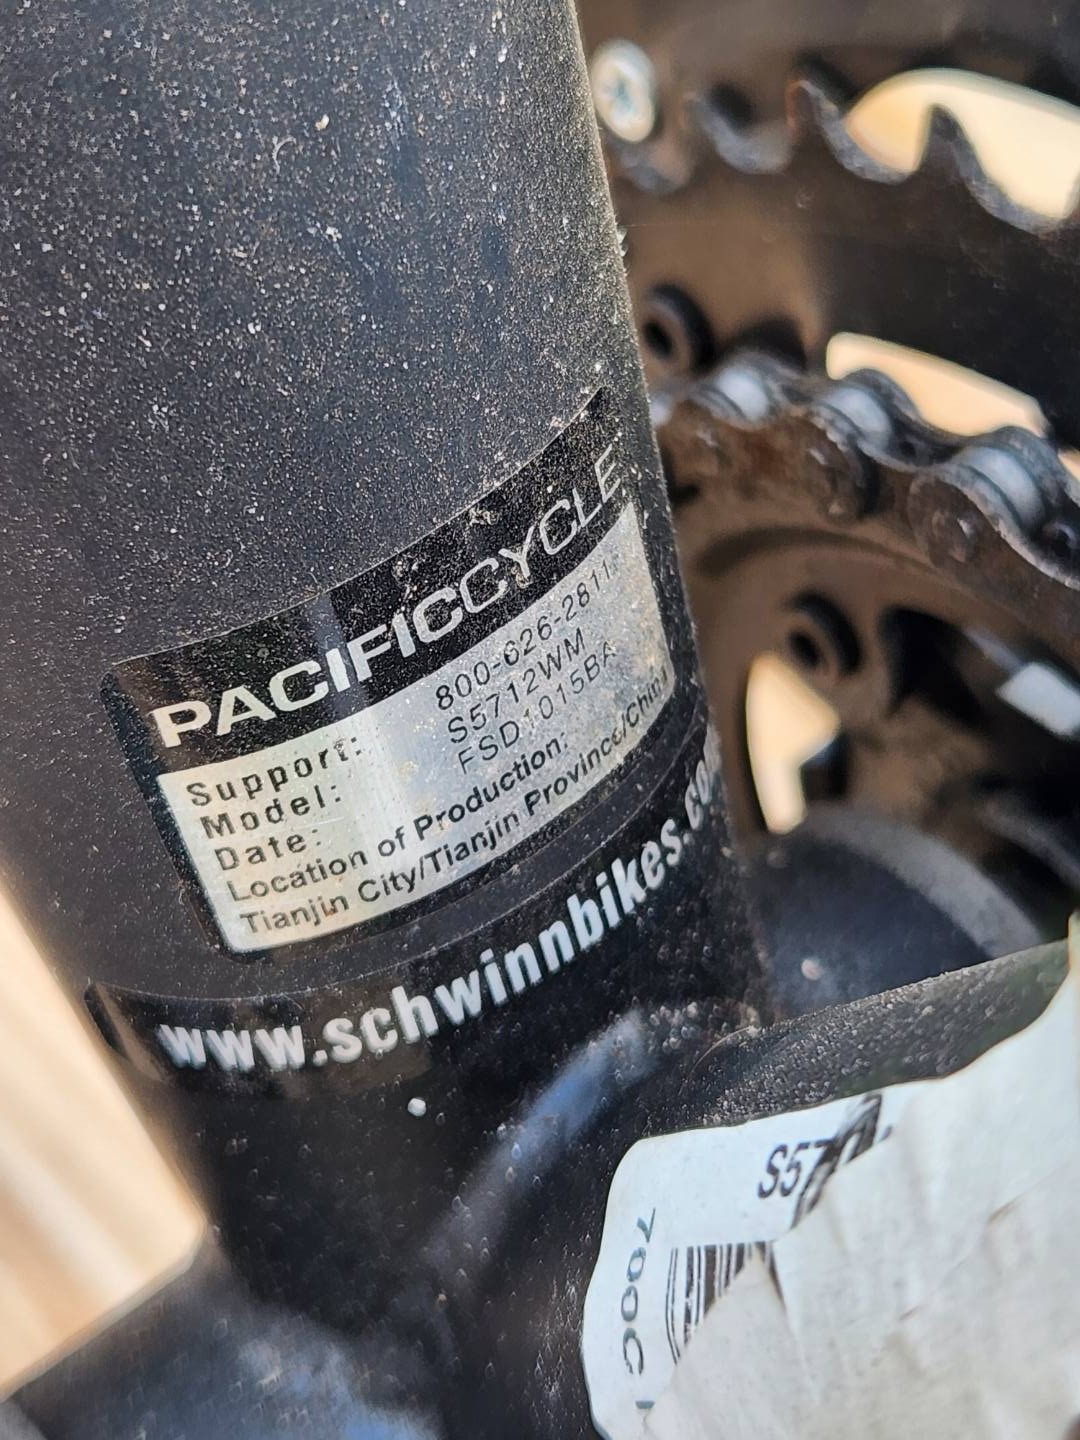 PACIFICCYCLE
Support: 800-626-2811
Model: S5712WM
Date: FSD1015BA
Location of Production:
Tianjin City/Tianjin Province/China
www.schwinnbikes.com
700C